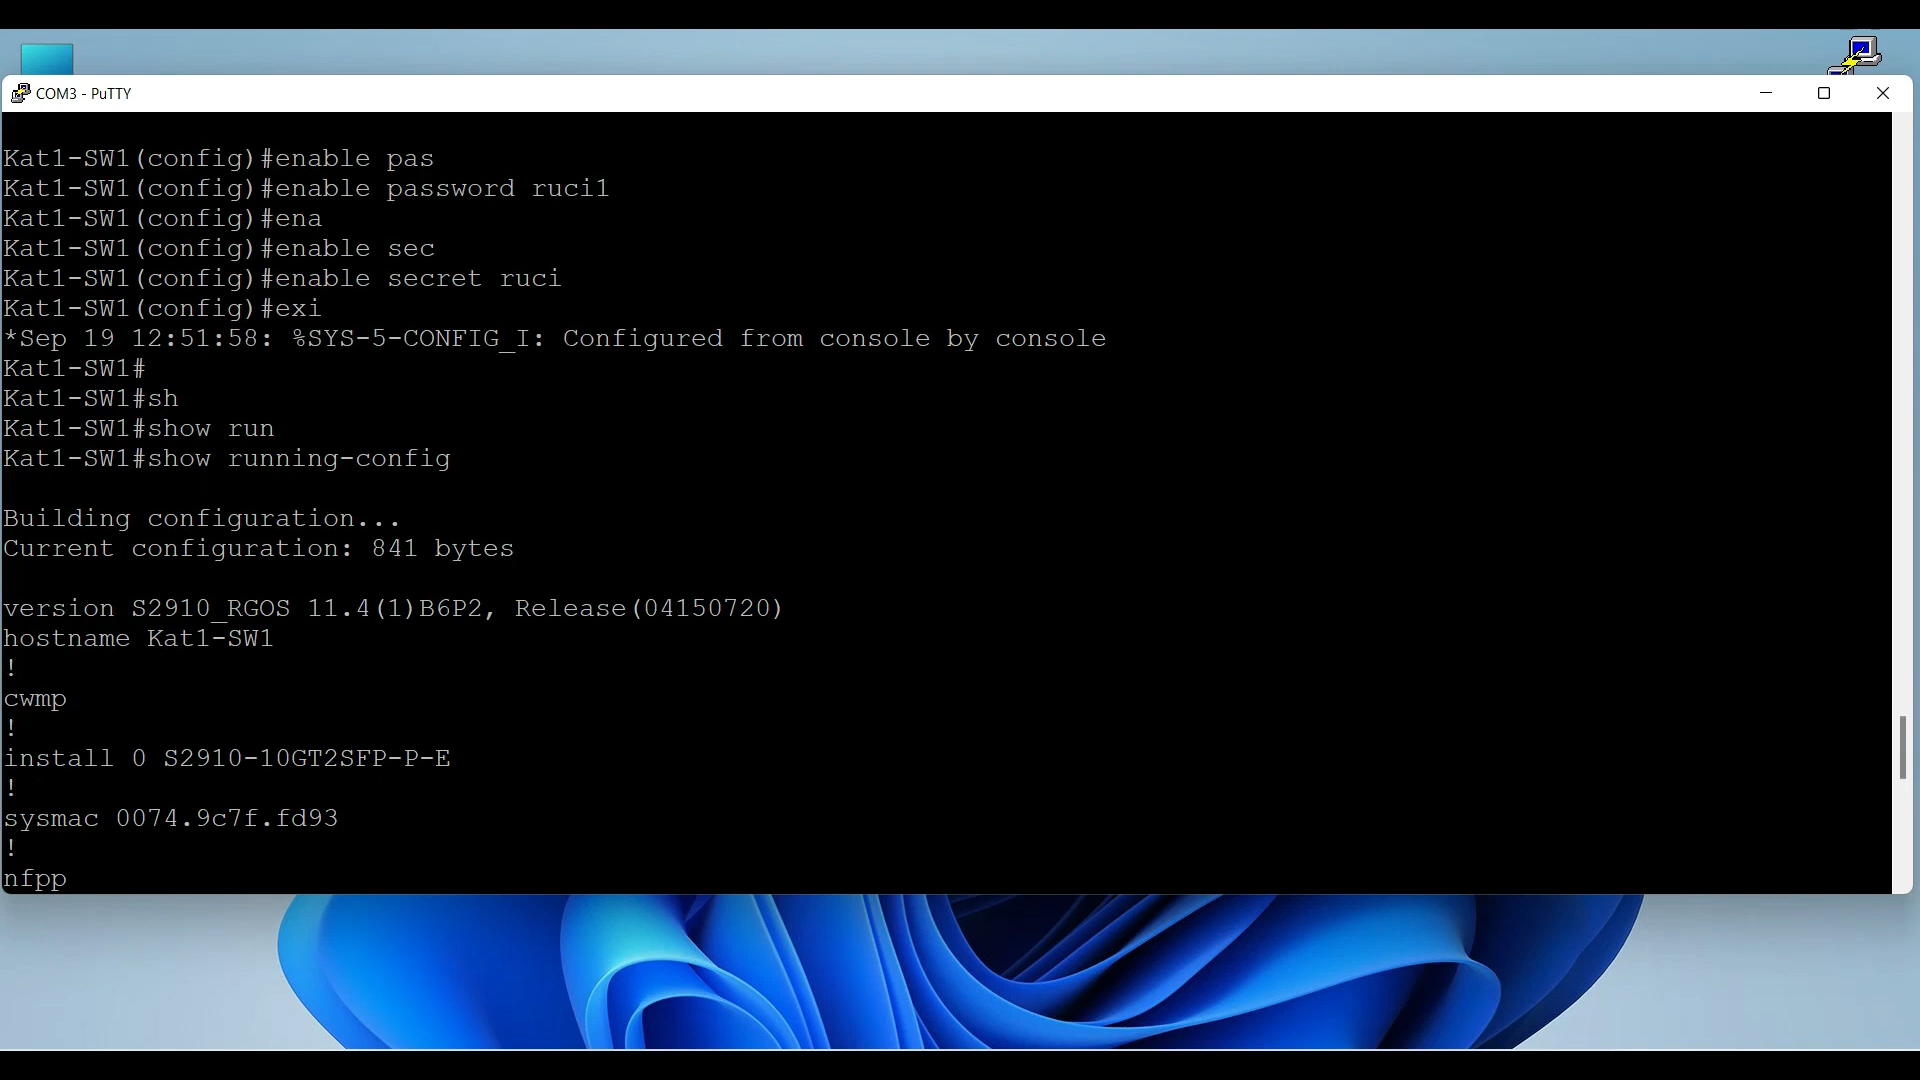 COM3 - PuTTY
Kat1-SW1(config)#enable pas
Kat1-SW1(config)#enable password ruci1
Kat1-SW1(config)#ena
Kat1-SW1(config)#enable sec
Kat1-SW1(config)#enable secret ruci
Kat1-SW1(config)#exi
*Sep 19 12:51:58: %SYS-5-CONFIG_I: Configured from console by console
Kat1-SW1#
Kat1-SW1#sh
Kat1-SW1#show run
Kat1-SW1#show running-config
Building configuration...
Current configuration: 841 bytes
version S2910_RGOS 11.4(1)B6P2, Release(04150720)
hostname Kat1-SW1
!
cwmp
!
install 0 S2910-10GT2SFP-P-E
!
sysmac 0074.9c7f.fd93
!
nfpp